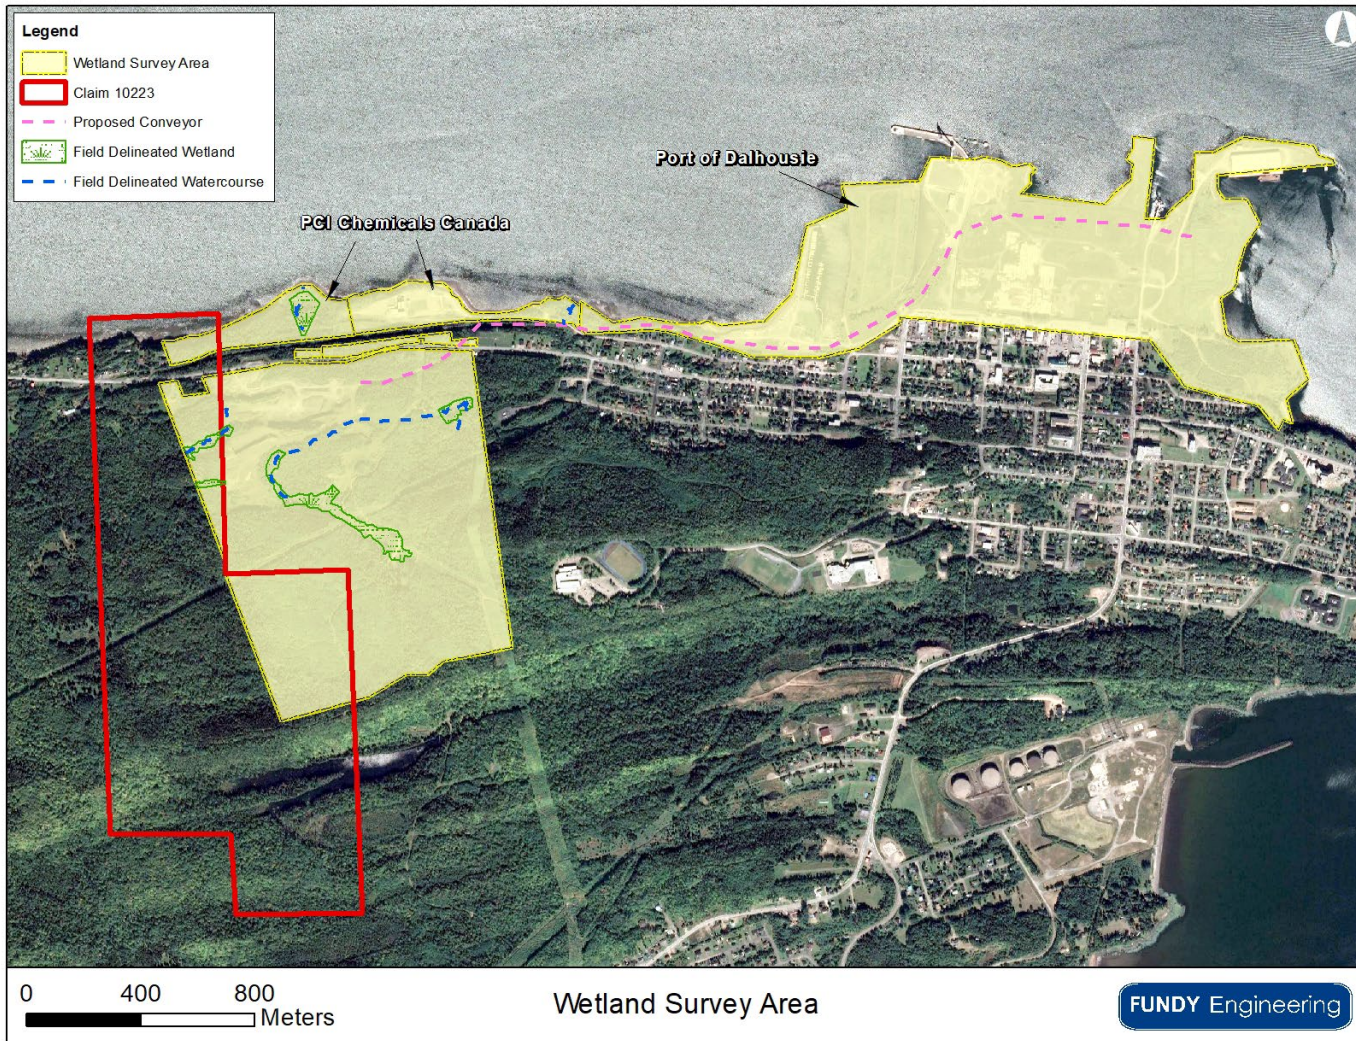 Legend
Wetland Survey Area
Claim 10223
Proposed Conveyor
Field Delineated Wetland
Field Delineated Watercourse
Port of Dalhousie
PCI Chemicals Canada
0 400 800
Meters
Wetland Survey Area
FUNDY Engineering